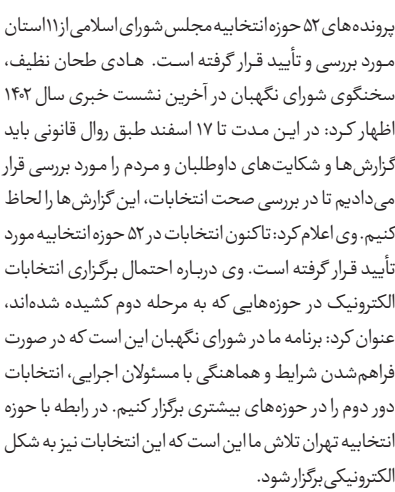 پرونده‌های ۵۲ حوزه انتخابیه مجلس شورای اسلامی از ۱۱ استان
مورد بررسی و تأیید قرار گرفته است. هادی طحان نظیف،
سخنگوی شورای نگهبان در آخرین نشست خبری سال ۱۴۰۲
اظهار کرد: در این مدت تا ۱۷ اسفند طبق روال قانونی باید
گزارش‌ها و شکایت‌های داوطلبان و مردم را مورد بررسی قرار
می‌دادیم تا در بررسی صحت انتخابات، این گزارش‌ها را لحاظ
کنیم. وی اعلام کرد: تاکنون انتخابات در ۵۲ حوزه انتخابیه مورد
تأیید قرار گرفته است. وی درباره احتمال برگزاری انتخابات
الکترونیک در حوزه‌هایی که به مرحله دوم کشیده شده‌اند،
عنوان کرد: برنامه ما در شورای نگهبان این است که در صورت
فراهم‌شدن شرایط و هماهنگی با مسئولان اجرایی، انتخابات
دور دوم را در حوزه‌های بیشتری برگزار کنیم. در رابطه با حوزه
انتخابیه تهران تلاش ما این است که این انتخابات نیز به شکل
الکترونیکی برگزار شود.